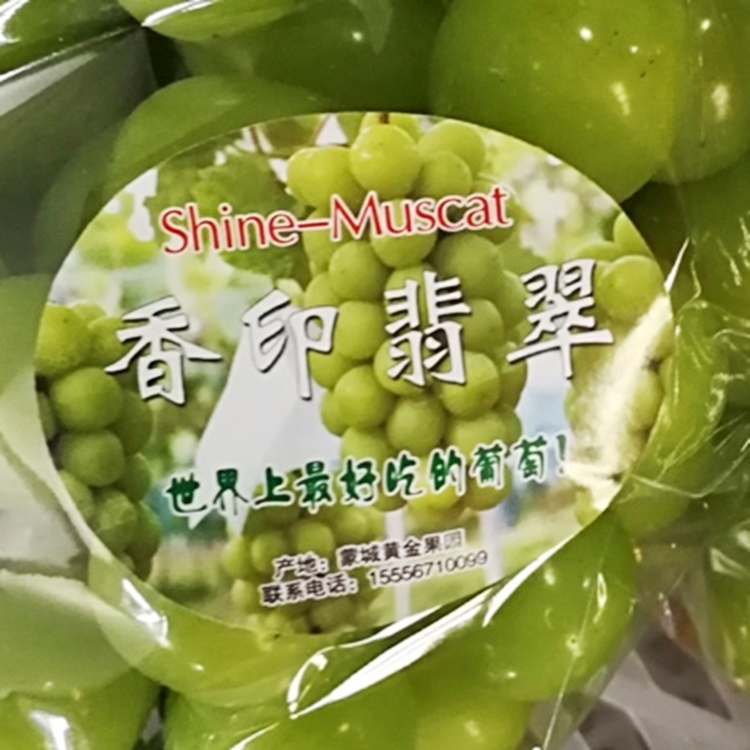 Shine-Muscat
香印翡翠
世界上最好吃的葡萄!
产地：蒙城黄金果园
联系电话：15556710099